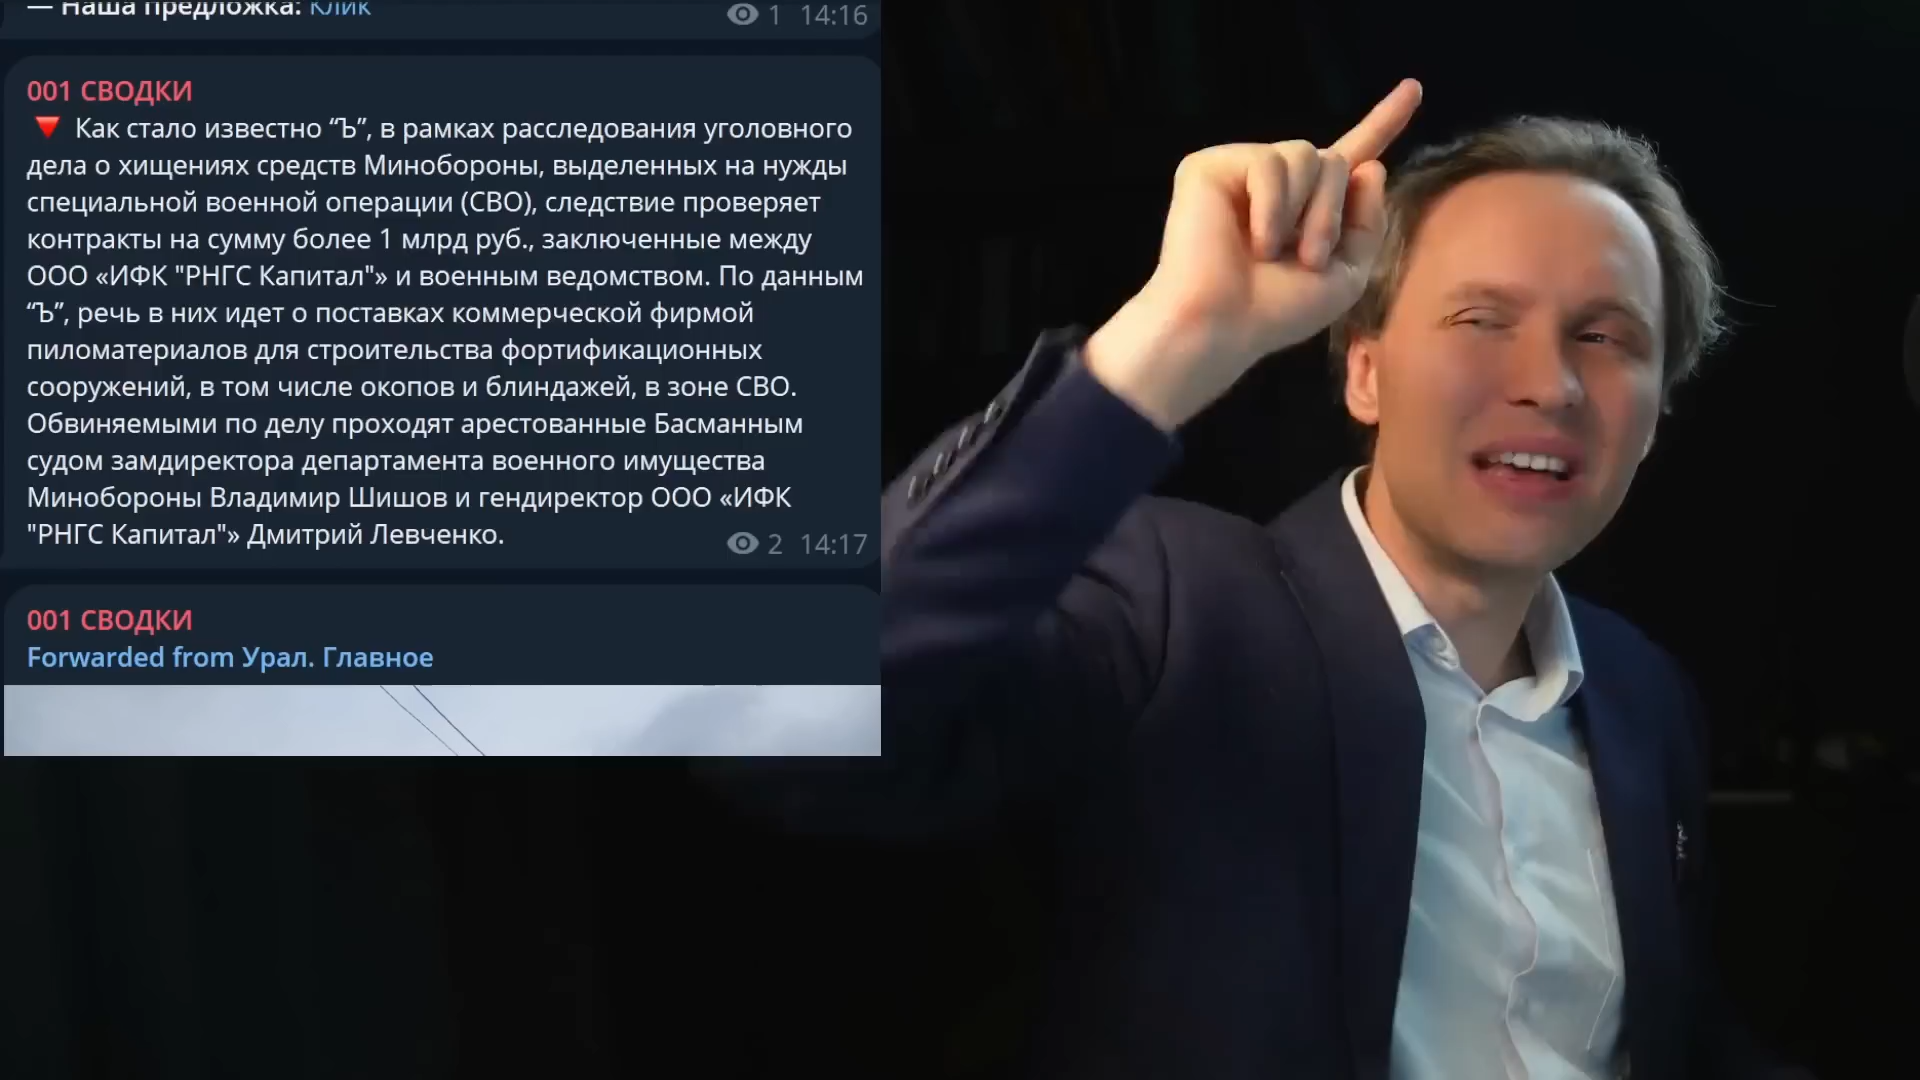 — Наша предложка: Клик
1 14:16
001 СВОДКИ
Как стало известно “Ъ”, в рамках расследования уголовного
дела о хищениях средств Минобороны, выделенных на нужды
специальной военной операции (СВО), следствие проверяет
контракты на сумму более 1 млрд руб., заключенные между
ООО «ИФК "РНГС Капитал"» и военным ведомством. По данным
“Ъ”, речь в них идет о поставках коммерческой фирмой
пиломатериалов для строительства фортификационных
сооружений, в том числе окопов и блиндажей, в зоне СВО.
Обвиняемыми по делу проходят арестованные Басманным
судом замдиректора департамента военного имущества
Минобороны Владимир Шишов и гендиректор ООО «ИФК
"РНГС Капитал"» Дмитрий Левченко.
2 14:17
001 СВОДКИ
Forwarded from Урал. Главное